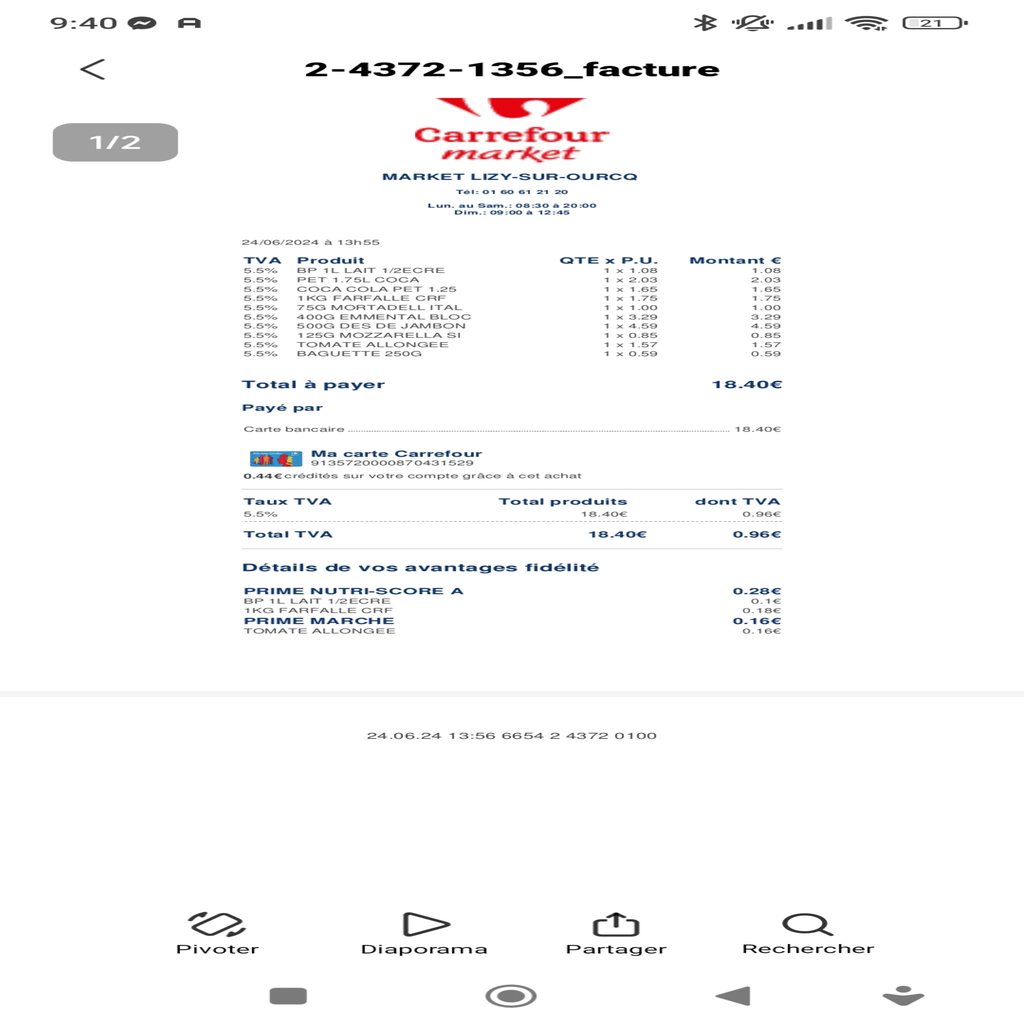 9:40
21
2-4372-1356_facture
1/2
Carrefour
market
MARKET LIZY-SUR-OURCQ
Tél: 01 60 61 21 20
Lun. au Sam.: 08:30 à 20:00
Dim.: 09:00 à 12:45
24/06/2024 à 13h55
TVA Produit QTE x P.U. Montant €
5.5% BP 1L LAIT 1/2ECRE 1 x 1.08 1.08
5.5% PET 1.75L COCA 1 x 2.03 2.03
5.5% COCA COLA PET 1.25 1 x 1.65 1.65
5.5% 1KG FARFALLE CRF 1 x 1.75 1.75
5.5% 75G MORTADELL ITAL 1 x 1.00 1.00
5.5% 400G EMMENTAL BLOC 1 x 3.29 3.29
5.5% 500G DES DE JAMBON 1 x 4.59 4.59
5.5% 125G MOZZARELLA SI 1 x 0.85 0.85
5.5% TOMATE ALLONGEE 1 x 1.57 1.57
5.5% BAGUETTE 250G 1 x 0.59 0.59
Total à payer 18.40€
Payé par
Carte bancaire 18.40€
Ma carte Carrefour
9135720000870431529
0.44€ crédités sur votre compte grâce à cet achat
Taux TVA Total produits dont TVA
5.5% 18.40€ 0.96€
Total TVA 18.40€ 0.96€
Détails de vos avantages fidélité
PRIME NUTRI-SCORE A 0.28€
BP 1L LAIT 1/2ECRE 0.1€
1KG FARFALLE CRF 0.18€
PRIME MARCHE 0.16€
TOMATE ALLONGEE 0.16€
24.06.24 13:56 6654 2 4372 0100
Pivoter Diaporama Partager Rechercher